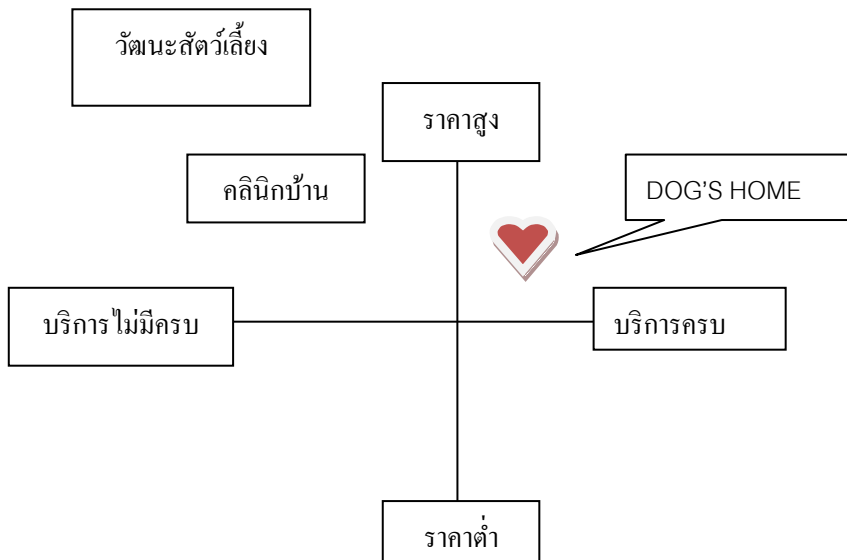 วัฒนะสัตว์เลี้ยง
ราคาสูง
คลินิกบ้าน
DOG'S HOME
บริการไม่มีครบ
บริการครบ
ราคาต่ำ